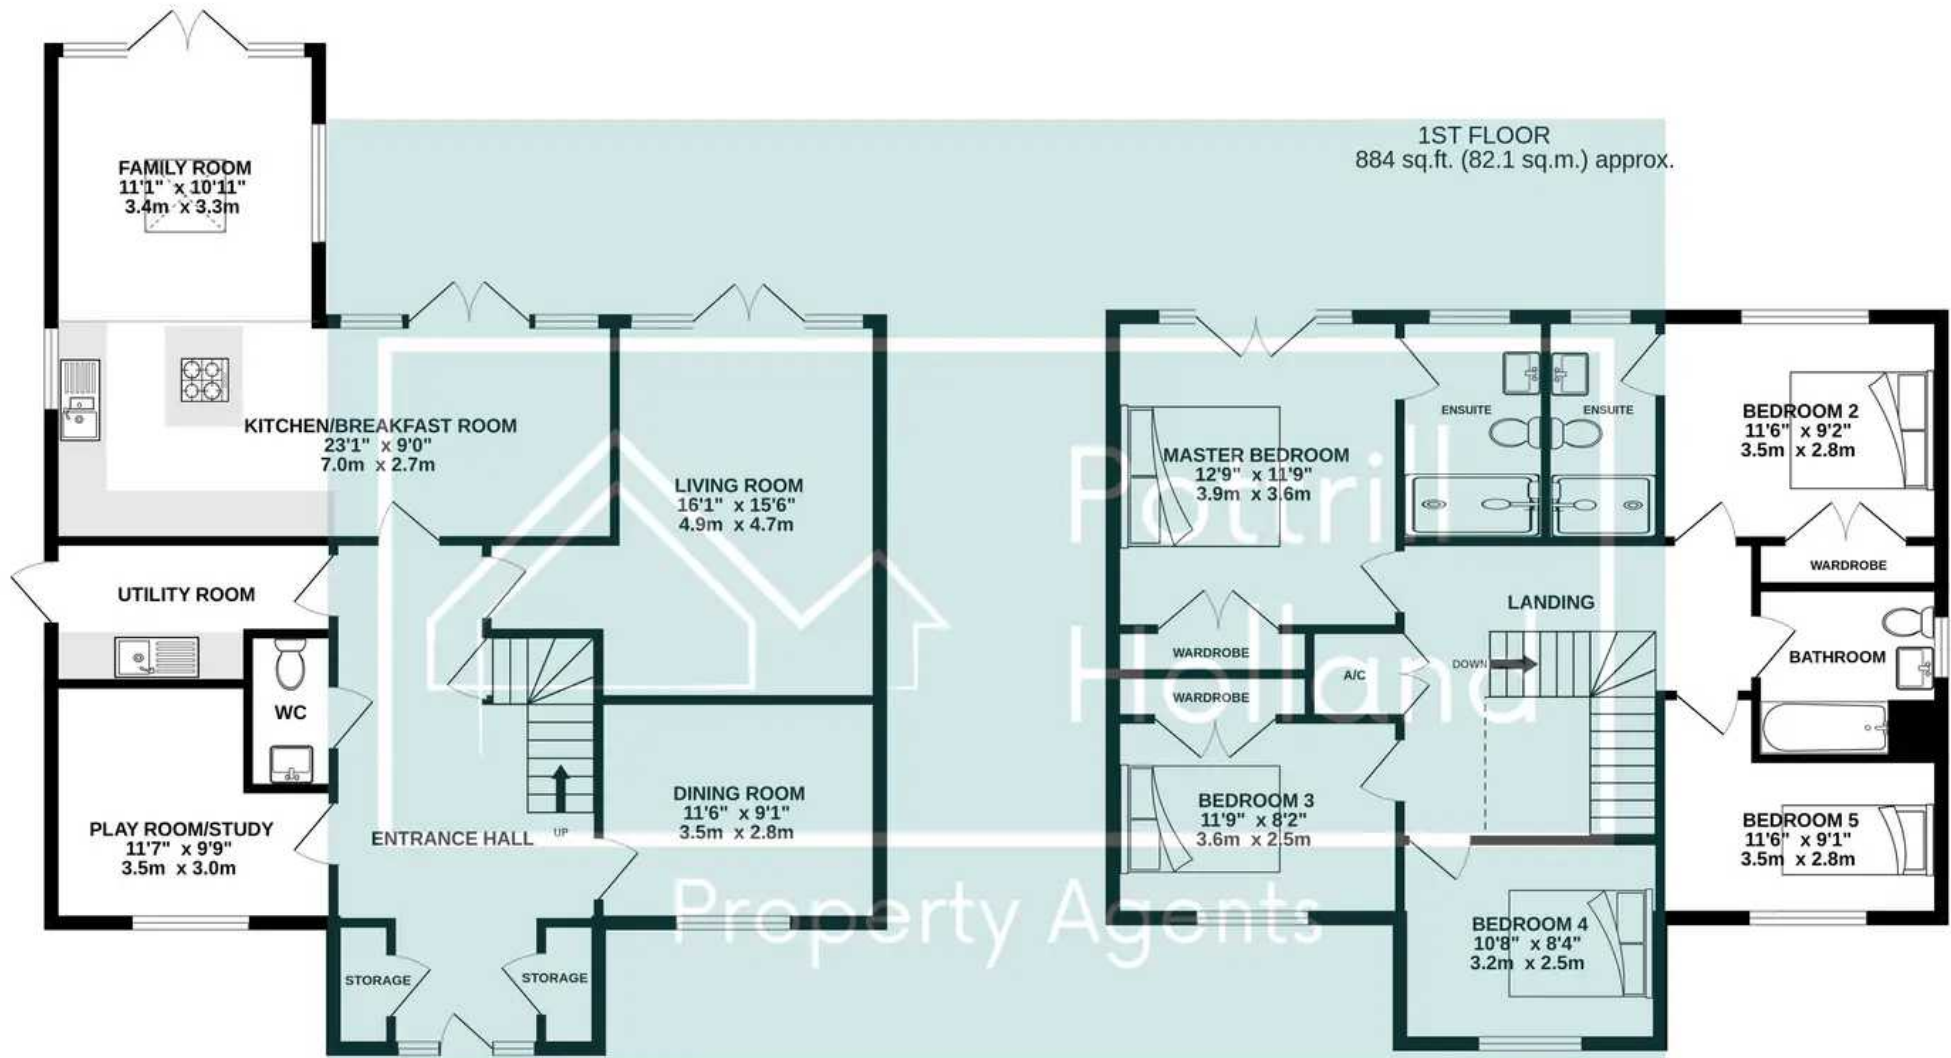 FAMILY ROOM
11'1" x 10'11"
3.4m x 3.3m
KITCHEN/BREAKFAST ROOM
23'1" x 9'0"
7.0m x 2.7m
LIVING ROOM
16'1" x 15'6"
4.9m x 4.7m
UTILITY ROOM
WC
PLAY ROOM/STUDY
11'7" x 9'9"
3.5m x 3.0m
ENTRANCE HALL
UP
DINING ROOM
11'6" x 9'1"
3.5m x 2.8m
STORAGE
STORAGE
1ST FLOOR
884 sq.ft. (82.1 sq.m.) approx.
MASTER BEDROOM
12'9" x 11'9"
3.9m x 3.6m
ENSUITE
ENSUITE
BEDROOM 2
11'6" x 9'2"
3.5m x 2.8m
WARDROBE
LANDING
DOWN
WARDROBE
WARDROBE
A/C
BATHROOM
BEDROOM 3
11'9" x 8'2"
3.6m x 2.5m
BEDROOM 4
10'8" x 8'4"
3.2m x 2.5m
BEDROOM 5
11'6" x 9'1"
3.5m x 2.8m
Pottrill
Holland
Property Agents